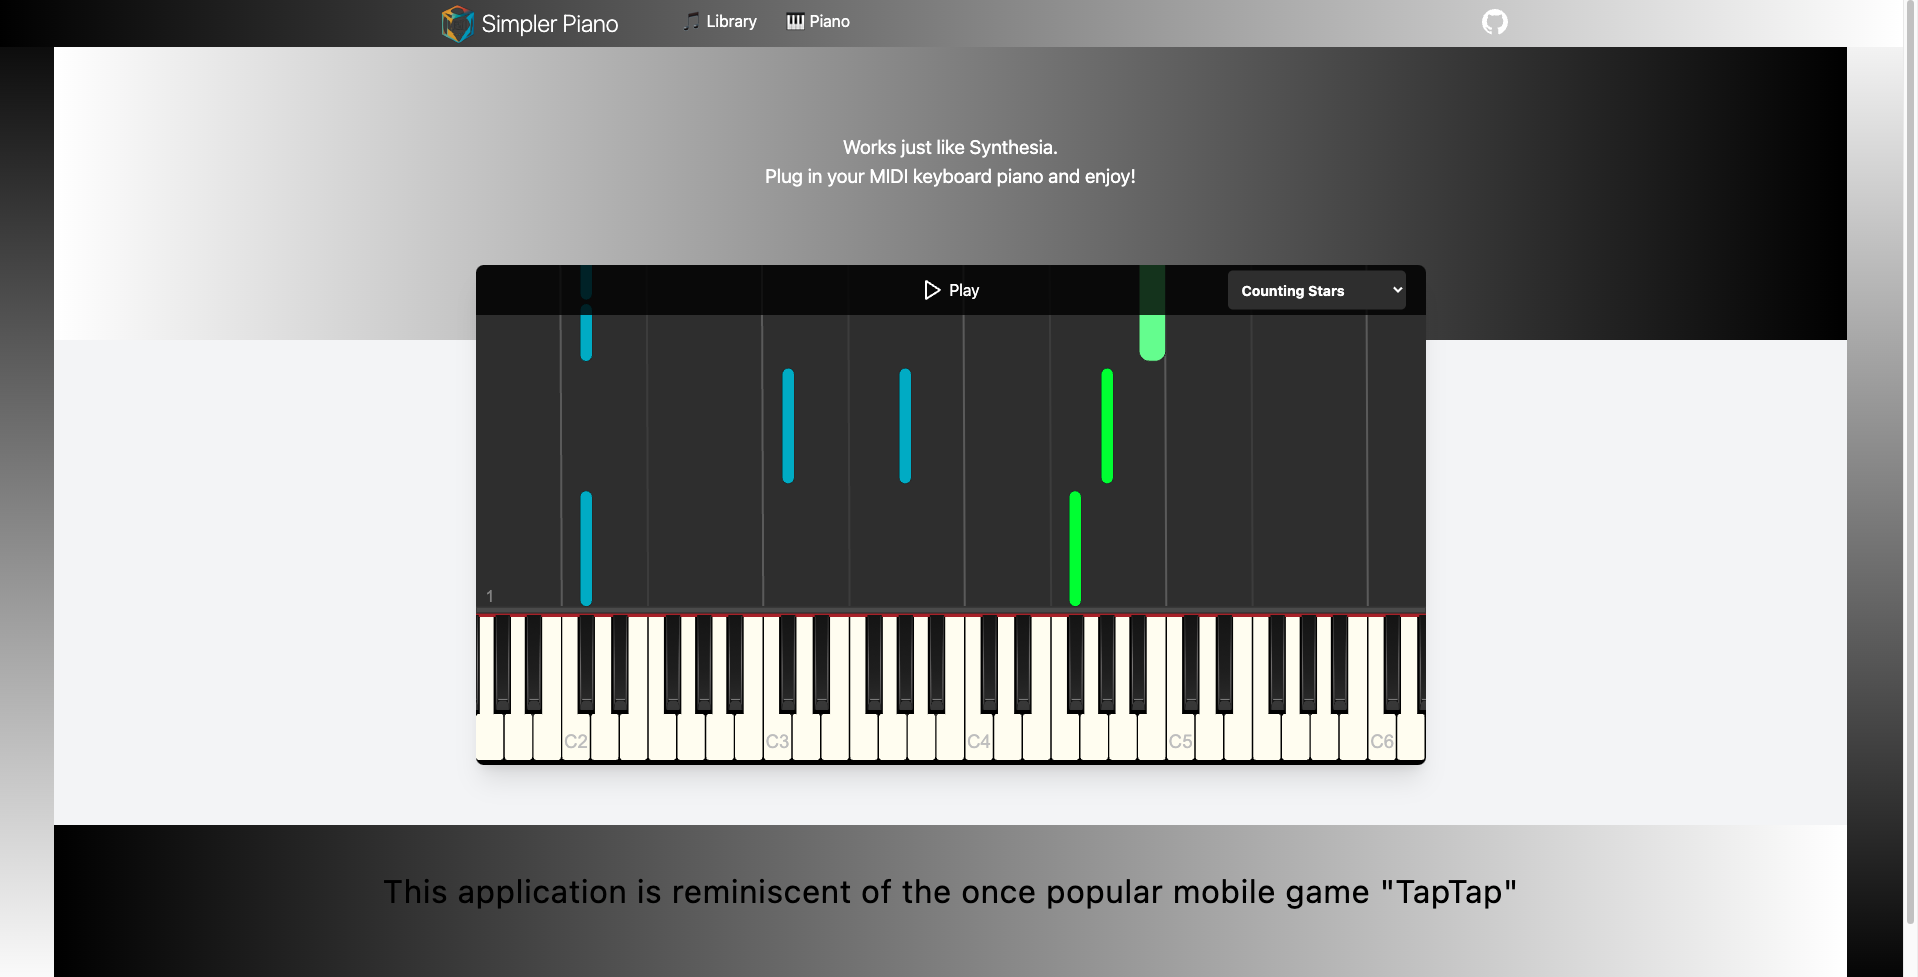 Simpler Piano
Library
Piano
Works just like Synthesia.
Plug in your MIDI keyboard piano and enjoy!
Play
Counting Stars
1
C2
C3
C4
C5
C6
This application is reminiscent of the once popular mobile game "TapTap"